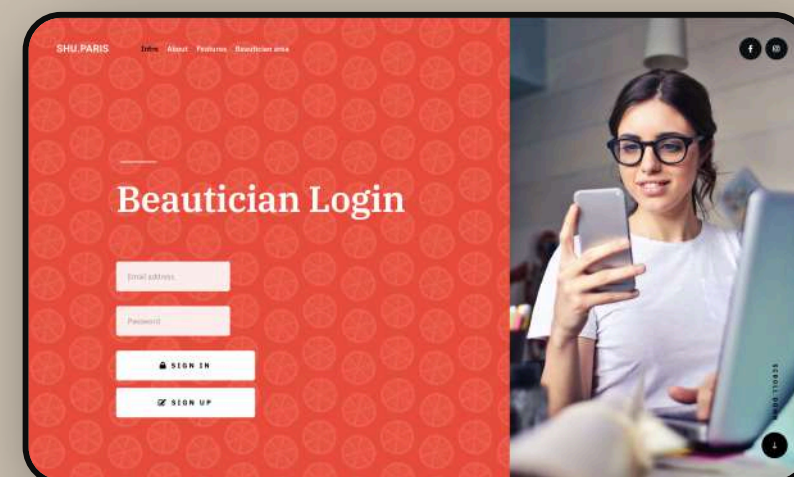 SHU.PARIS
Intro About Features Beautician area
Beautician Login
Email address
Password
SIGN IN
SIGN UP
SCROLL DOWN